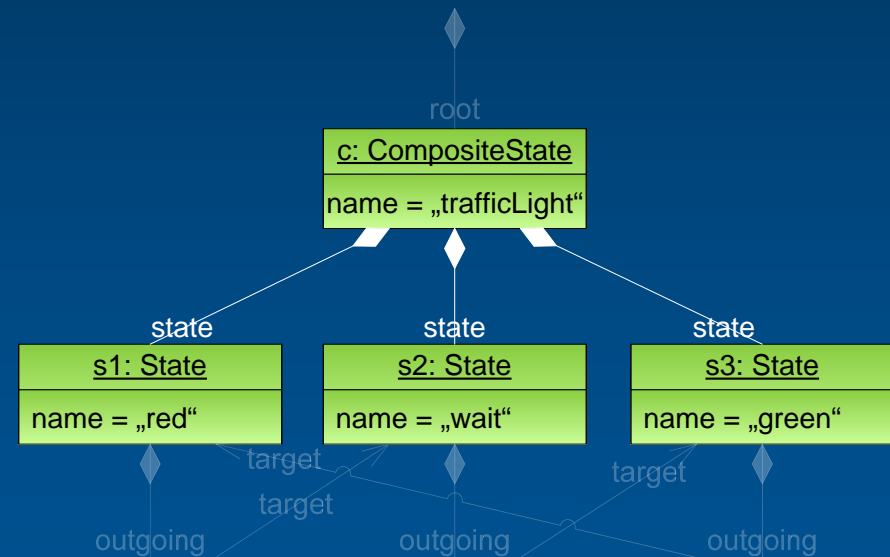 root
c: CompositeState
name = „trafficLight“
state state state
s1: State s2: State s3: State
name = „red“ name = „wait“ name = „green“
target target
target
outgoing outgoing outgoing